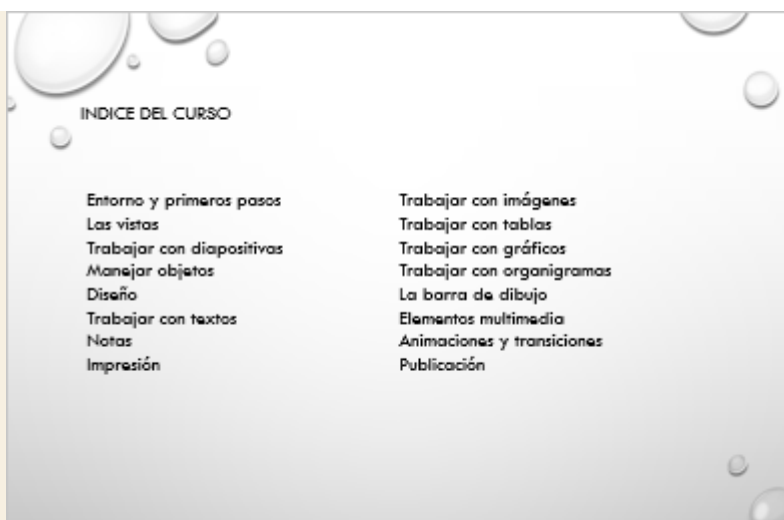 INDICE DEL CURSO
Entorno y primeros pasos
Las vistas
Trabajar con diapositivas
Manejar objetos
Diseño
Trabajar con textos
Notas
Impresión
Trabajar con imágenes
Trabajar con tablas
Trabajar con gráficos
Trabajar con organigramas
La barra de dibujo
Elementos multimedia
Animaciones y transiciones
Publicación